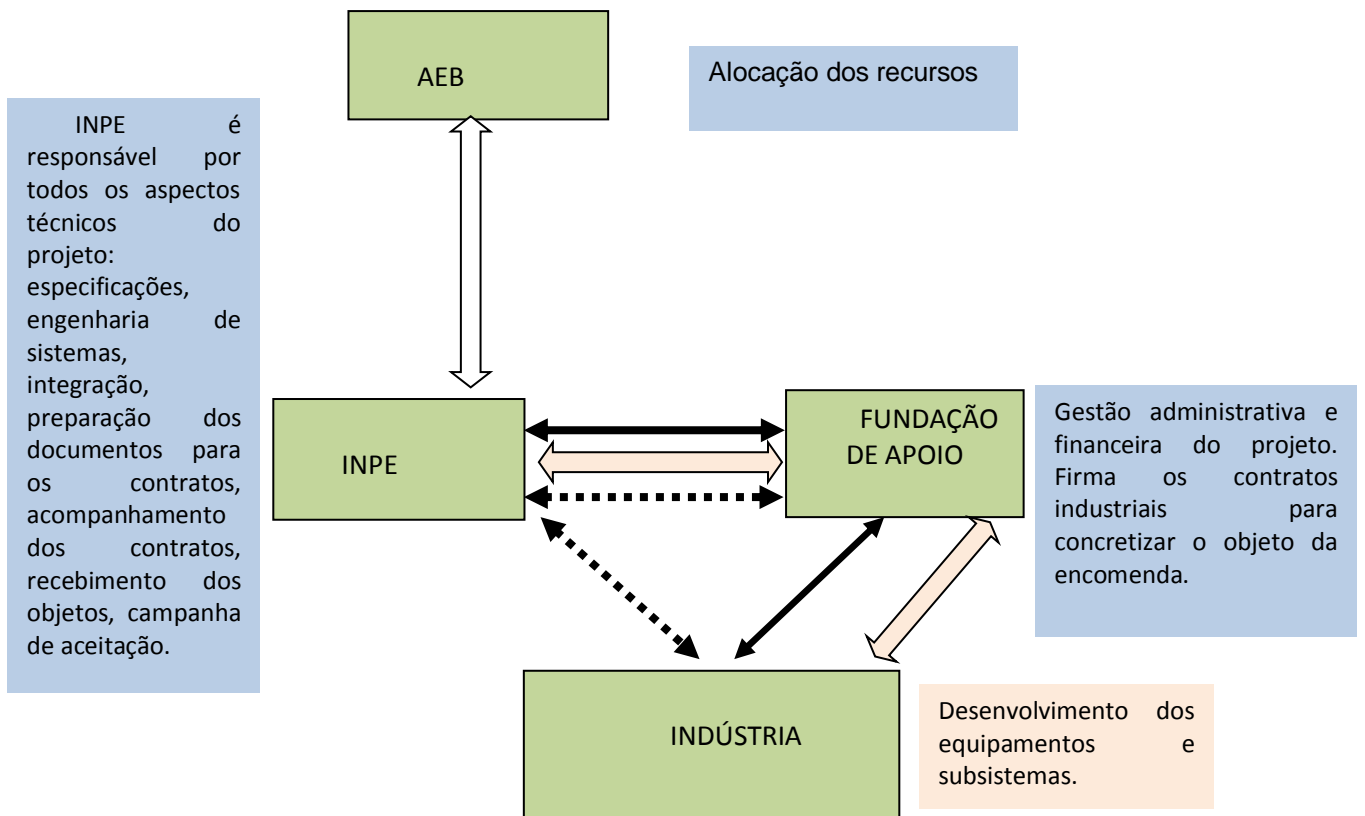 AEB
Alocação dos recursos
INPE é
responsável por
todos os aspectos
técnicos do
projeto:
especificações,
engenharia de
sistemas,
integração,
preparação dos
documentos para
os contratos,
acompanhamento
dos contratos,
recebimento dos
objetos, campanha
de aceitação.
INPE
FUNDAÇÃO
DE APOIO
Gestão administrativa e
financeira do projeto.
Firma os contratos
industriais para
concretizar o objeto da
encomenda.
INDÚSTRIA
Desenvolvimento dos
equipamentos e
subsistemas.